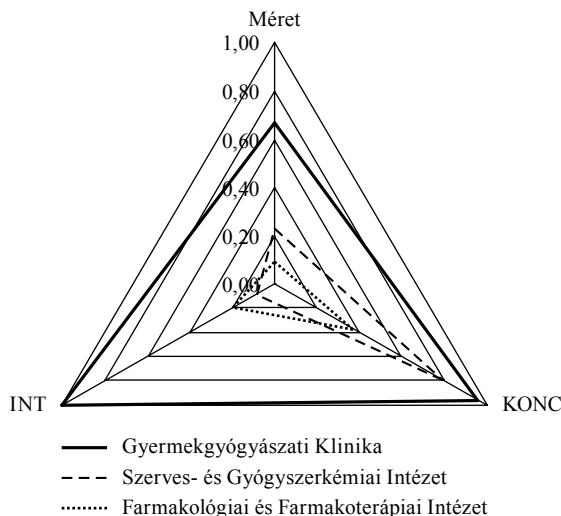 Méret
1,00
0,80
0,60
0,40
0,20
0,00
INT
KONC
Gyermekgyógyászati Klinika
Szerves- és Gyógyszerkémiai Intézet
Farmakológiai és Farmakoterápiai Intézet